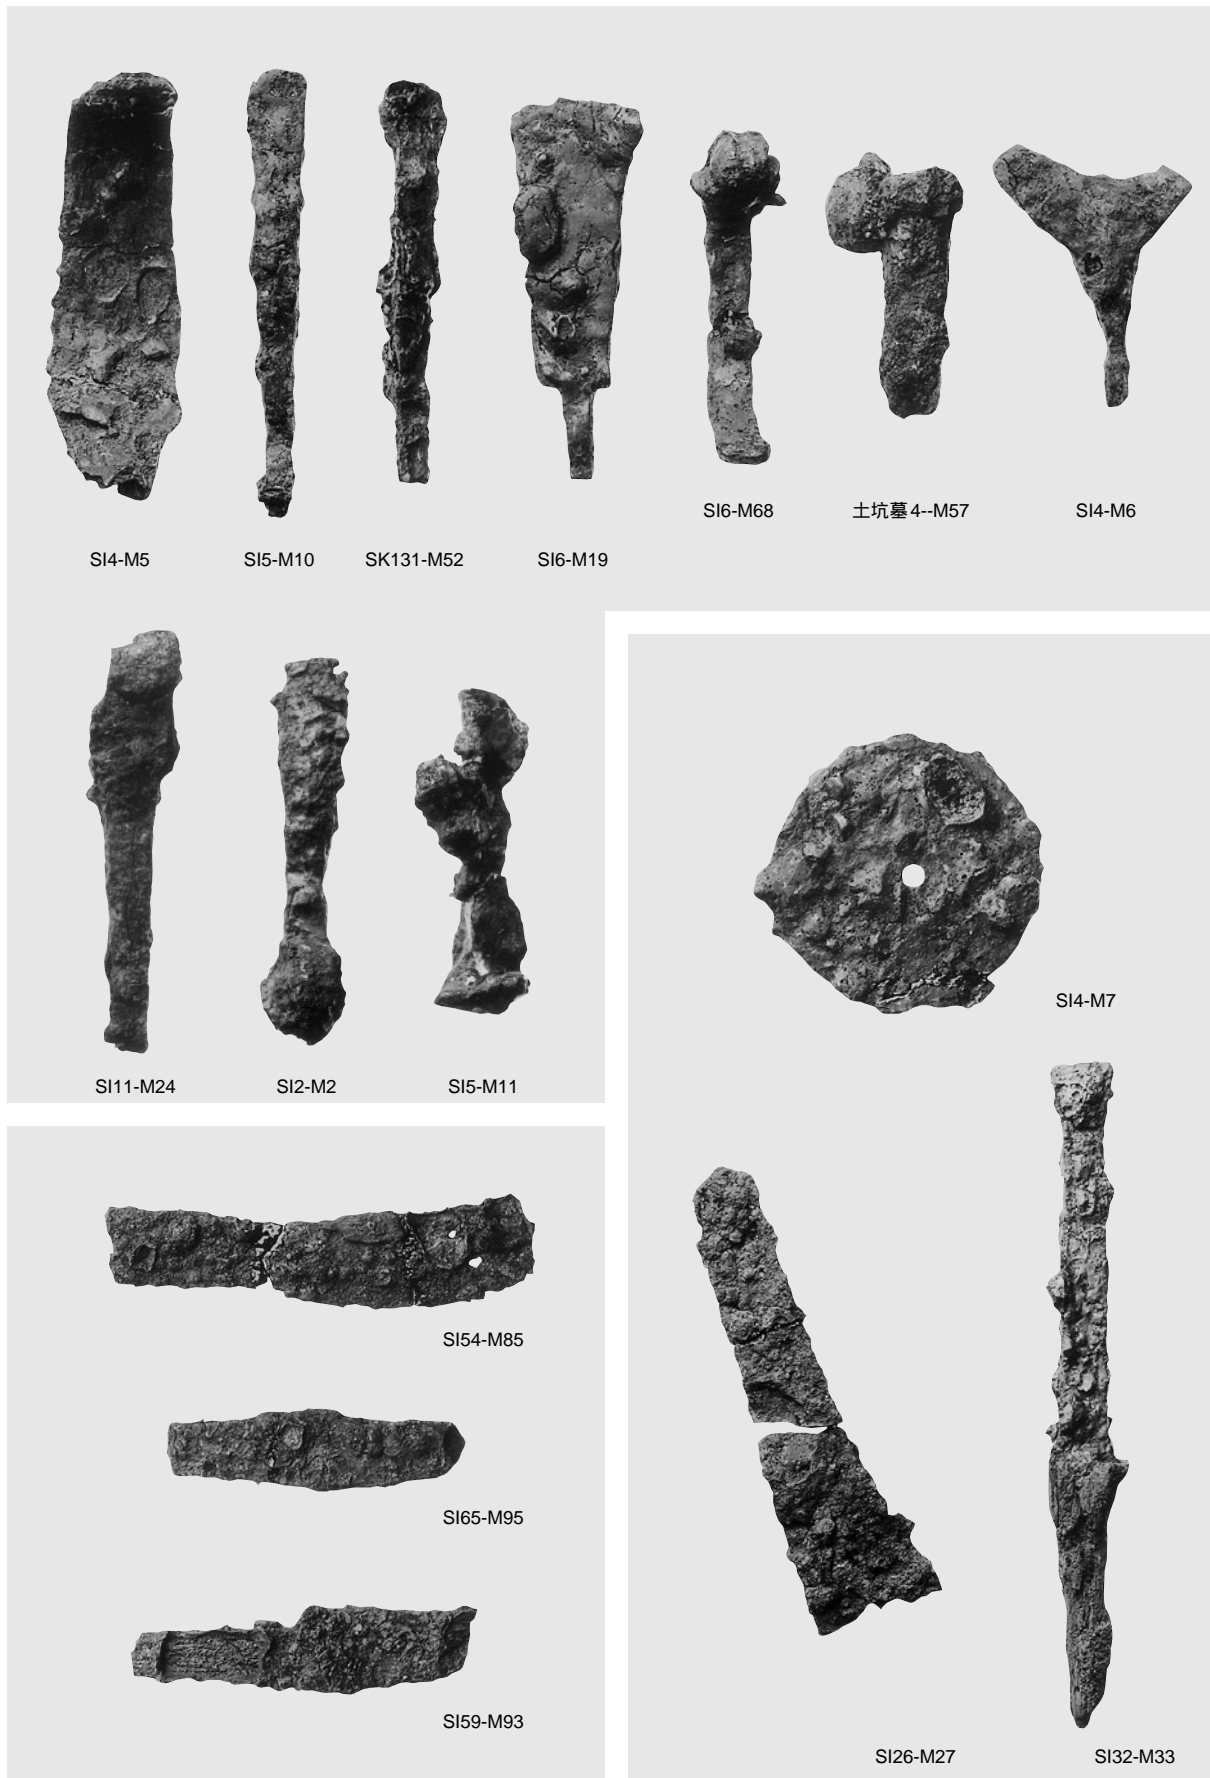 SI6-M68
土坑墓4--M57
SI4-M6
SI4-M5
SI5-M10
SK131-M52
SI6-M19
SI11-M24
SI2-M2
SI5-M11
SI4-M7
SI54-M85
SI65-M95
SI59-M93
SI26-M27
SI32-M33